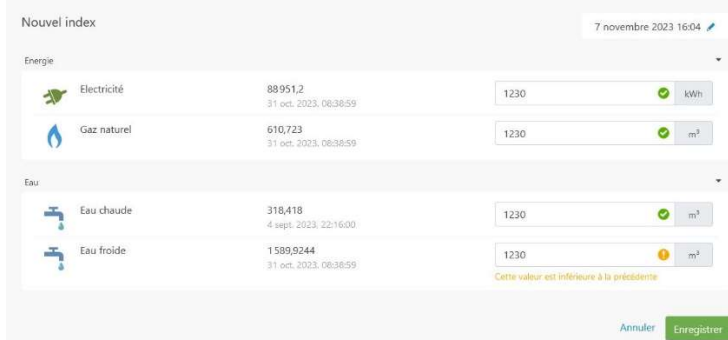 Nouvel index
7 novembre 2023 16:04
Energie
Electricité
88 951,2
31 oct. 2023, 08:38:59
1230
kWh
Gaz naturel
610,723
31 oct. 2023, 08:38:59
1230
m³
Eau
Eau chaude
318,418
4 sept. 2023, 22:16:00
1230
m³
Eau froide
1 589,9244
31 oct. 2023, 08:38:59
1230
m³
Cette valeur est inférieure à la précédente
Annuler
Enregistrer